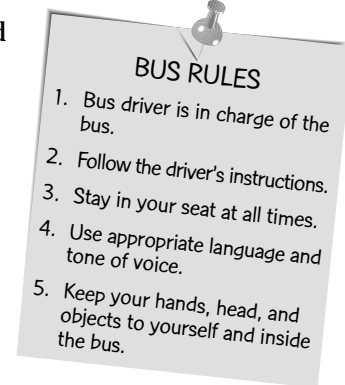 d
BUS RULES
1. Bus driver is in charge of the
bus.
2. Follow the driver's instructions.
3. Stay in your seat at all times.
4. Use appropriate language and
tone of voice.
5. Keep your hands, head, and
objects to yourself and inside
the bus.